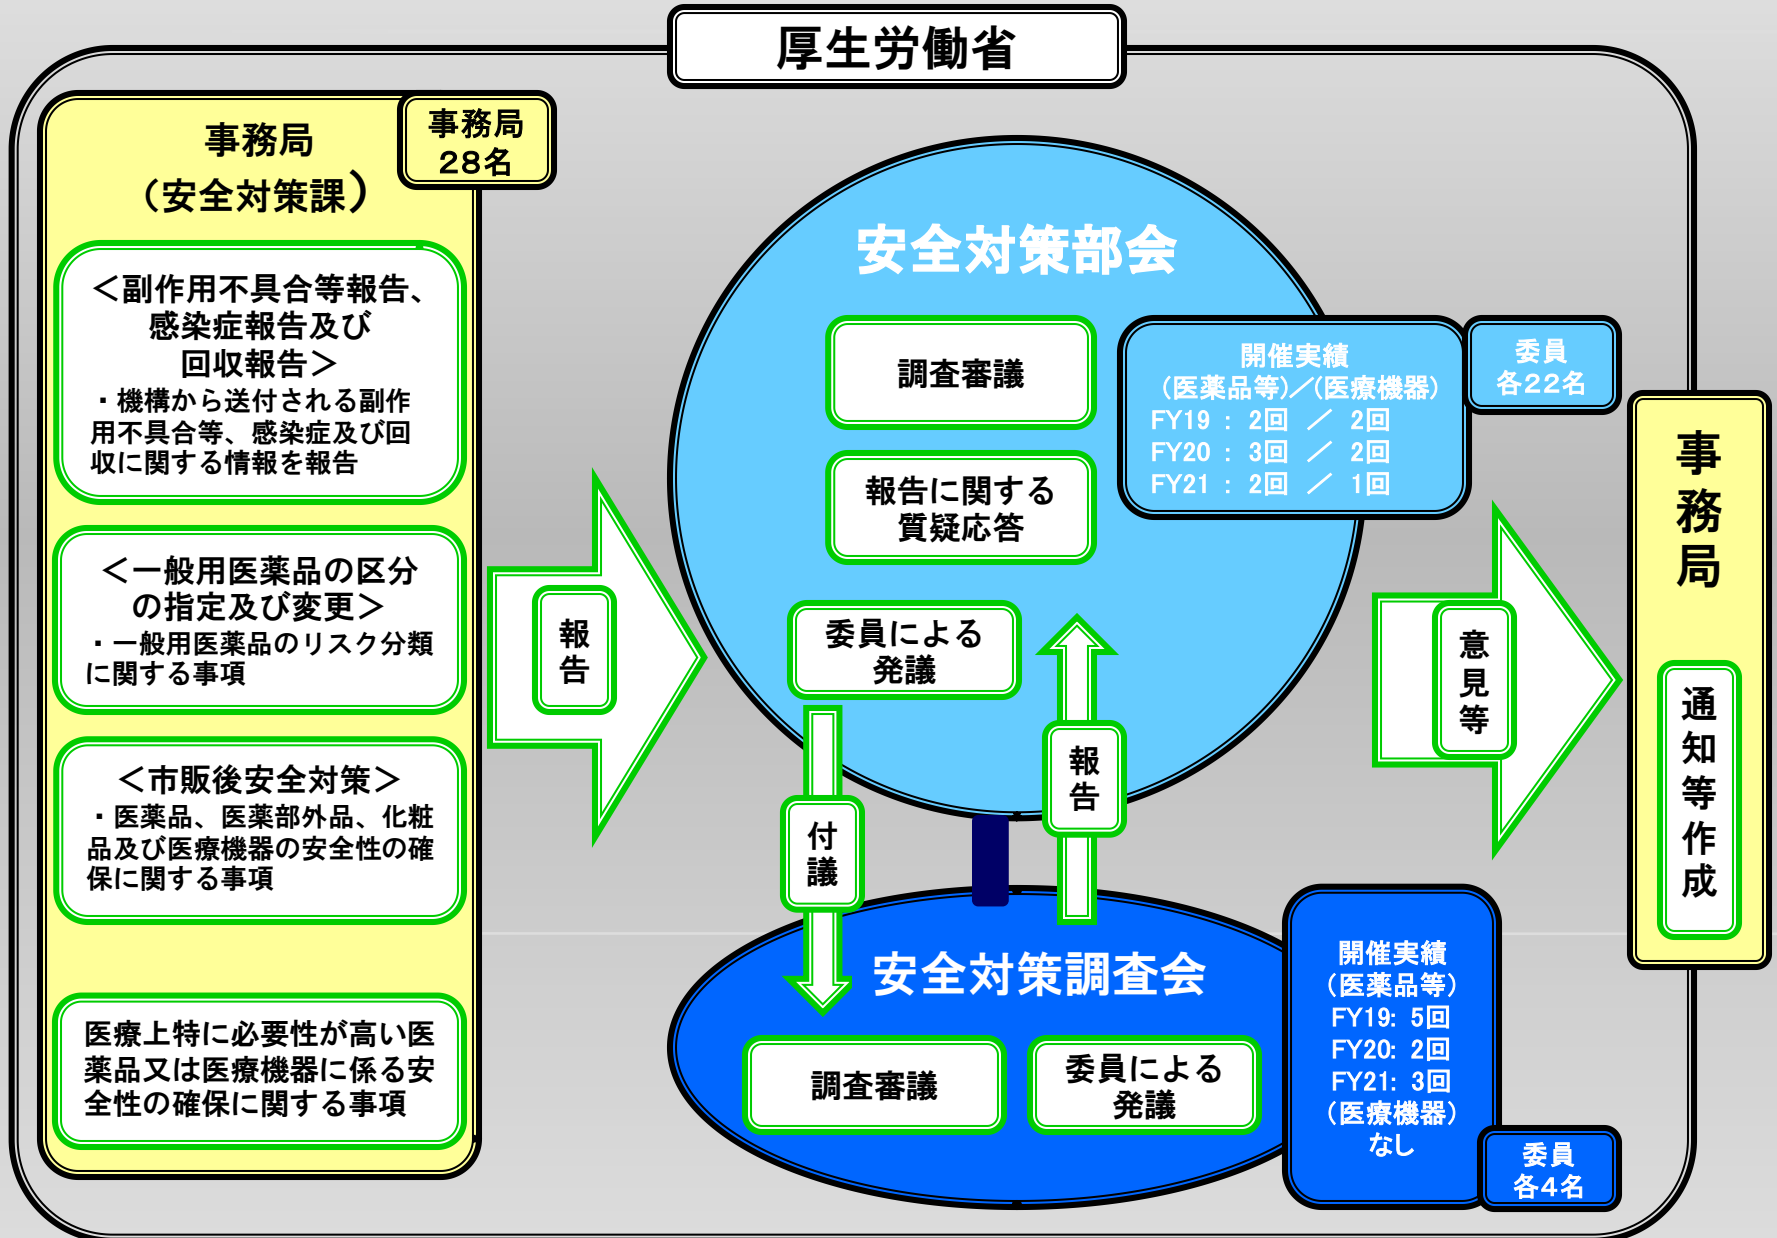 厚生労働省
事務局
（安全対策課）
事務局
28名
＜副作用不具合等報告、
感染症報告及び
回収報告＞
・機構から送付される副作
用不具合等、感染症及び回
収に関する情報を報告
＜一般用医薬品の区分
の指定及び変更＞
・一般用医薬品のリスク分類
に関する事項
＜市販後安全対策＞
・医薬品、医薬部外品、化粧
品及び医療機器の安全性の確
保に関する事項
医療上特に必要性が高い医
薬品又は医療機器に係る安
全性の確保に関する事項
報告
安全対策部会
調査審議
報告に関する
質疑応答
委員による
発議
開催実績
（医薬品等）／（医療機器）
FY19 : 2回 ／ 2回
FY20 : 3回 ／ 2回
FY21 : 2回 ／ 1回
委員
各22名
付議
報告
安全対策調査会
調査審議
委員による
発議
開催実績
（医薬品等）
FY19: 5回
FY20: 2回
FY21: 3回
（医療機器）
なし
委員
各4名
意見等
事務局
通知等作成